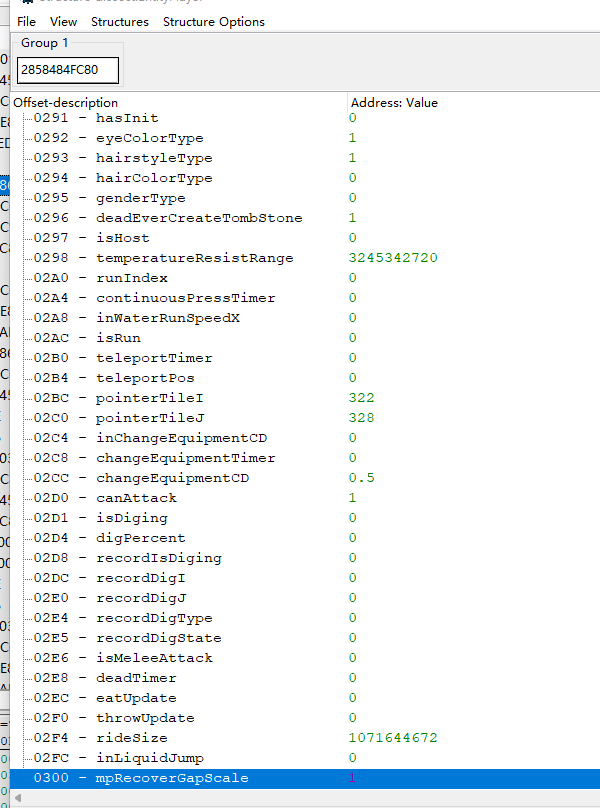 File View Structures Structure Options
Group 1
2858484FC80
Offset-description Address: Value
0291 - hasInit 0
0292 - eyeColorType 1
0293 - hairstyleType 1
0294 - hairColorType 0
0295 - genderType 0
0296 - deadEverCreateTombStone 1
0297 - isHost 0
0298 - temperatureResistRange 3245342720
02A0 - runIndex 0
02A4 - continuousPressTimer 0
02A8 - inWaterRunSpeedX 0
02AC - isRun 0
02B0 - teleportTimer 0
02B4 - teleportPos 0
02BC - pointerTileI 322
02C0 - pointerTileJ 328
02C4 - inChangeEquipmentCD 0
02C8 - changeEquipmentTimer 0
02CC - changeEquipmentCD 0.5
02D0 - canAttack 1
02D1 - isDiging 0
02D4 - digPercent 0
02D8 - recordIsDiging 0
02DC - recordDigI 0
02E0 - recordDigJ 0
02E4 - recordDigType 0
02E5 - recordDigState 0
02E6 - isMeleeAttack 0
02E8 - deadTimer 0
02EC - eatUpdate 0
02F0 - throwUpdate 0
02F4 - rideSize 1071644672
02FC - inLiquidJump 0
0300 - mpRecoverGapScale 1